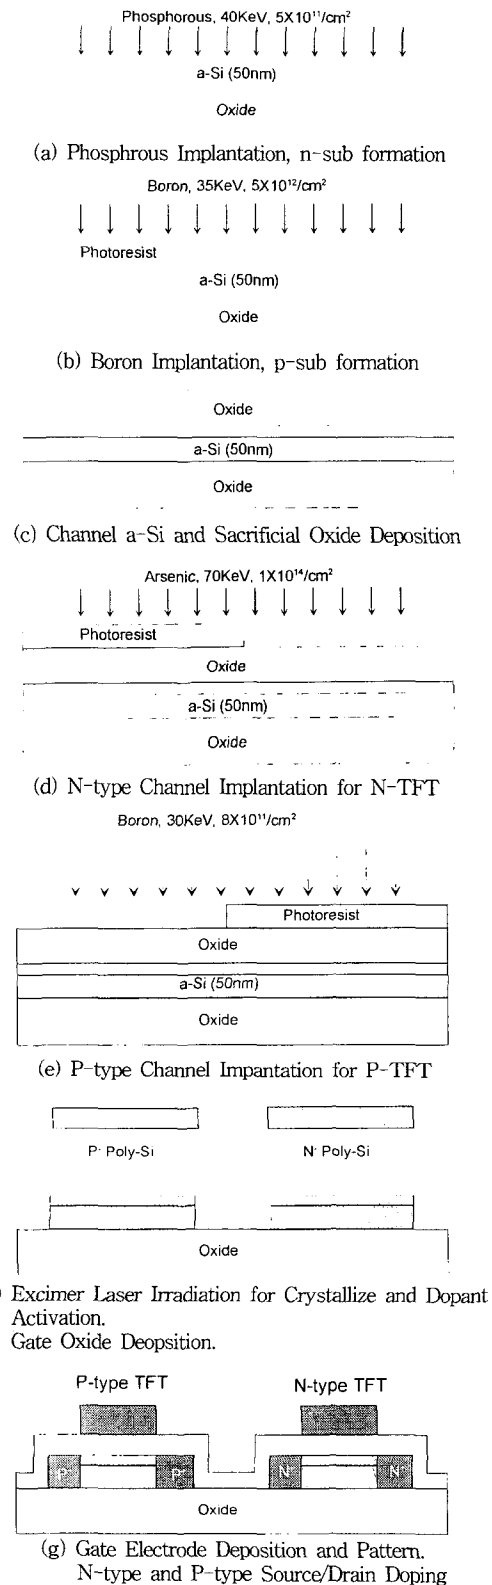 Phosphorous, 40KeV, 5X10¹¹/cm²
a-Si (50nm)
Oxide
(a) Phosphrous Implantation, n-sub formation
Boron, 35KeV, 5X10¹²/cm²
Photoresist
a-Si (50nm)
Oxide
(b) Boron Implantation, p-sub formation
Oxide
a-Si (50nm)
Oxide
(c) Channel a-Si and Sacrificial Oxide Deposition
Arsenic, 70KeV, 1X10¹⁴/cm²
Photoresist
Oxide
a-Si (50nm)
Oxide
(d) N-type Channel Implantation for N-TFT
Boron, 30KeV, 8X10¹¹/cm²
Photoresist
Oxide
a-Si (50nm)
Oxide
(e) P-type Channel Impantation for P-TFT
P⁻ Poly-Si N⁻ Poly-Si
Oxide
) Excimer Laser Irradiation for Crystallize and Dopant
Activation.
Gate Oxide Deopsition.
P-type TFT N-type TFT
P P N N
Oxide
(g) Gate Electrode Deposition and Pattern.
N-type and P-type Source/Drain Doping